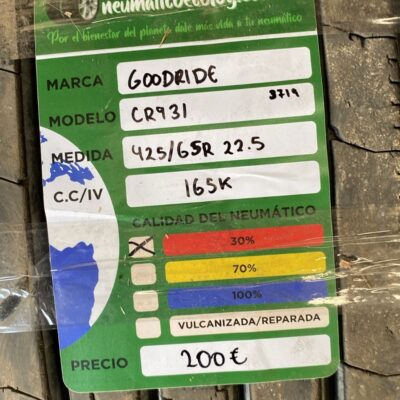 neumáticoecológic
Por el bienestar del planeta dale más vida a tu neumático
MARCA GOODRIDE
MODELO CR931 3719
MEDIDA 425/65R 22.5
C.C/IV 165K
CALIDAD DEL NEUMÁTICO
X 30%
70%
100%
VULCANIZADA/REPARADA
PRECIO 200€